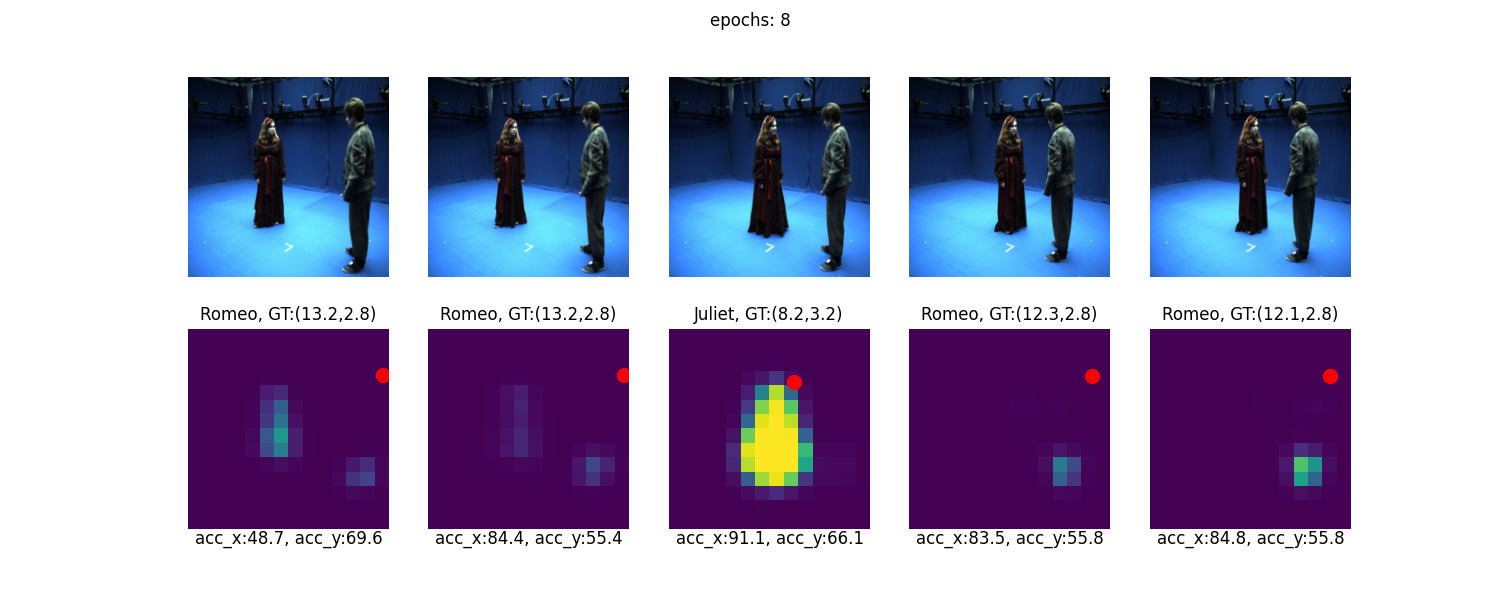 epochs: 8
Romeo, GT:(13.2,2.8)
Romeo, GT:(13.2,2.8)
Juliet, GT:(8.2,3.2)
Romeo, GT:(12.3,2.8)
Romeo, GT:(12.1,2.8)
acc_x:48.7, acc_y:69.6
acc_x:84.4, acc_y:55.4
acc_x:91.1, acc_y:66.1
acc_x:83.5, acc_y:55.8
acc_x:84.8, acc_y:55.8